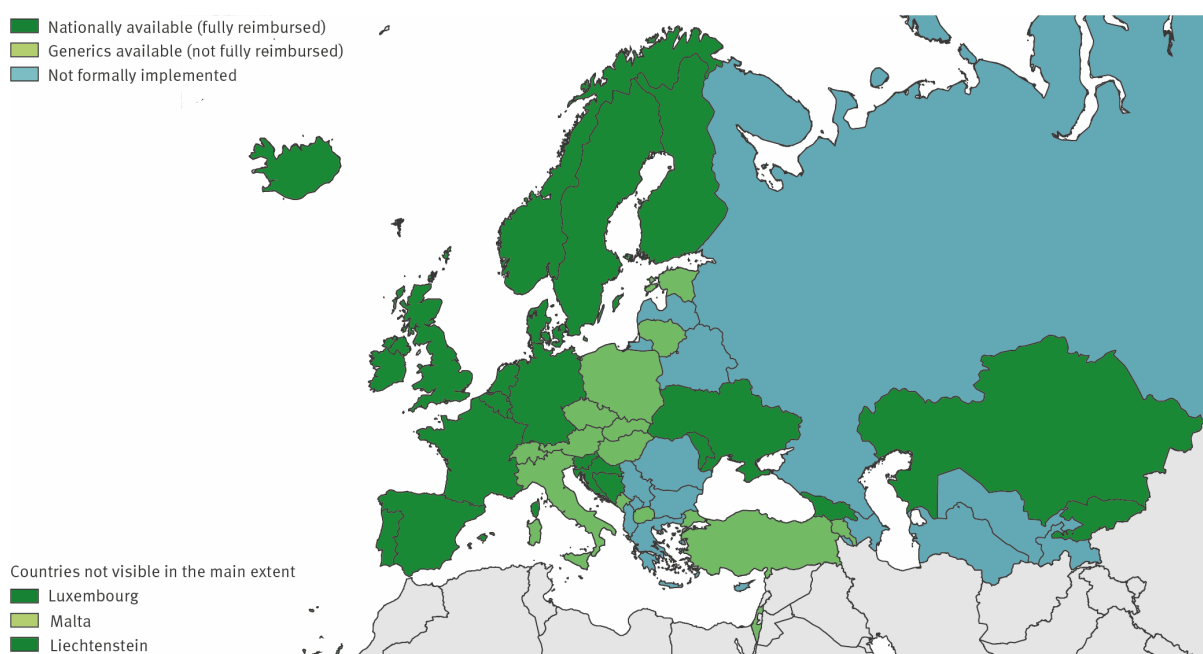 Nationally available (fully reimbursed)
Generics available (not fully reimbursed)
Not formally implemented
Countries not visible in the main extent
Luxembourg
Malta
Liechtenstein